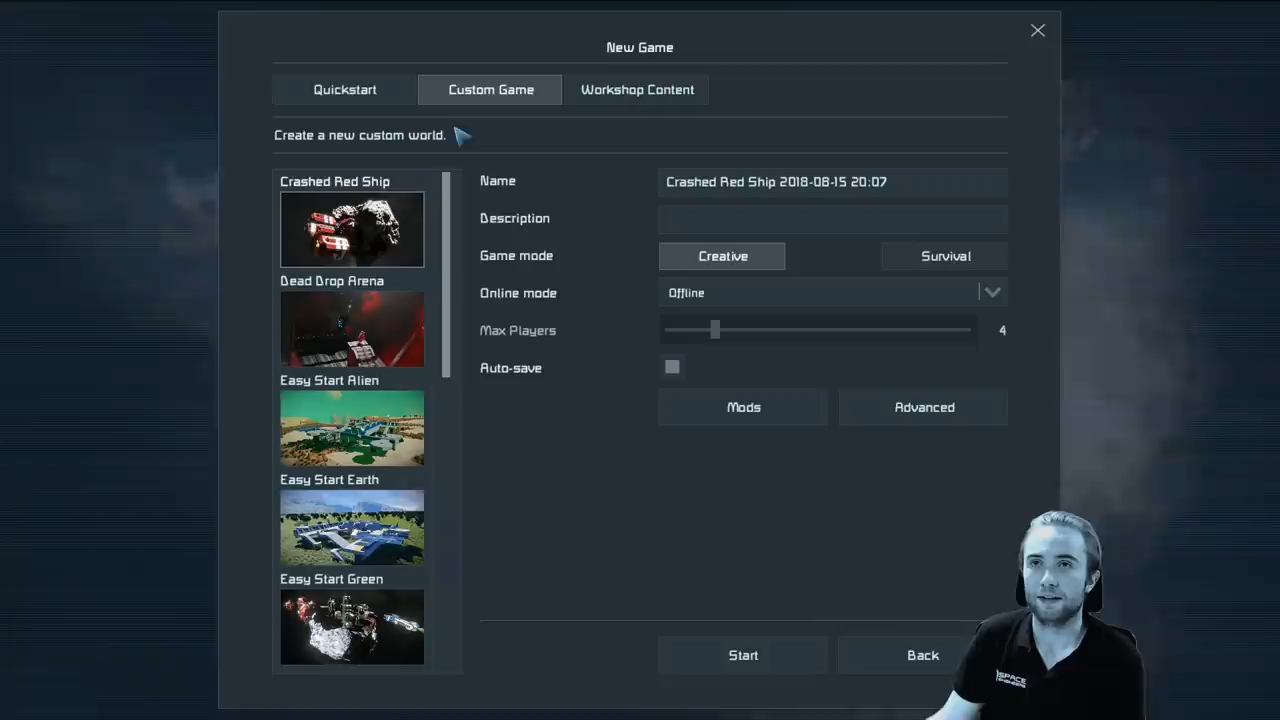 New Game
Quickstart
Custom Game
Workshop Content
Create a new custom world.
Crashed Red Ship
Dead Drop Arena
Easy Start Alien
Easy Start Earth
Easy Start Green
Name
Crashed Red Ship 2018-08-15 20:07
Description
Game mode
Creative
Survival
Online mode
Offline
Max Players
4
Auto-save
Mods
Advanced
Start
Back
SPACE
ENGINEERS